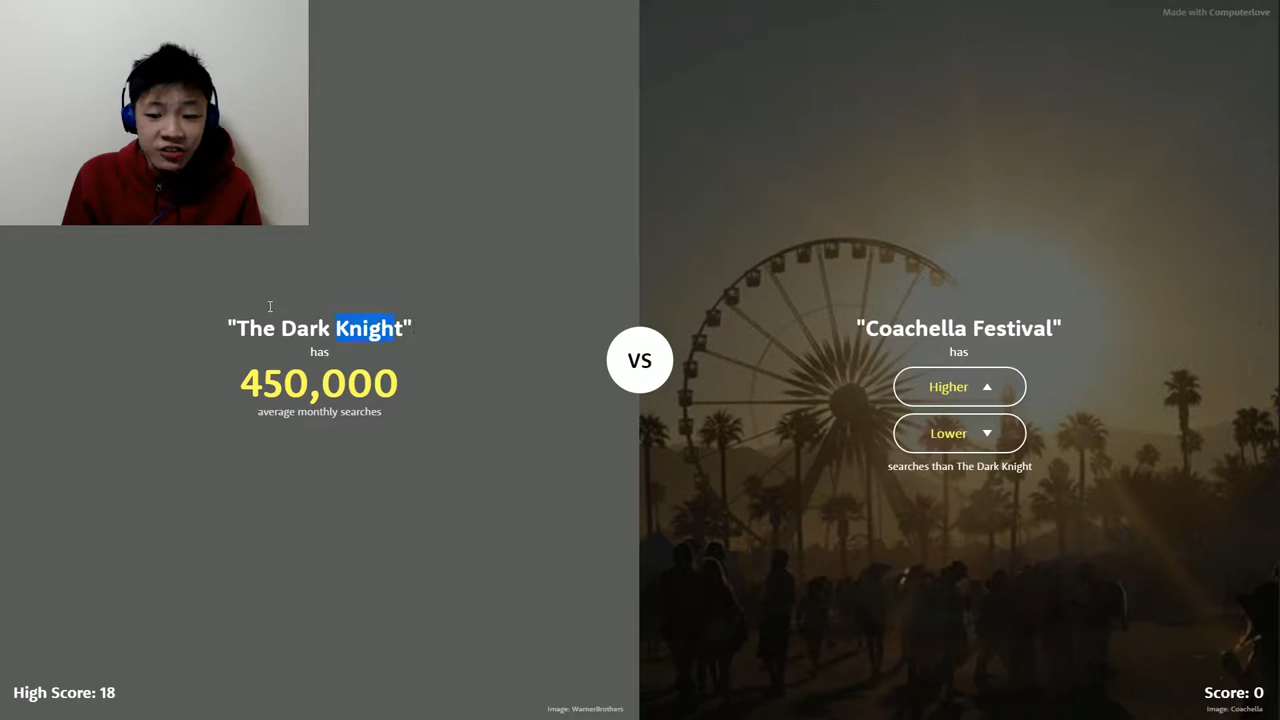 Made with Computerlove
"The Dark Knight"
has
450,000
average monthly searches
VS
"Coachella Festival"
has
Higher
Lower
searches than The Dark Knight
High Score: 18
Image: WarnerBrothers
Score: 0
Image: Coachella